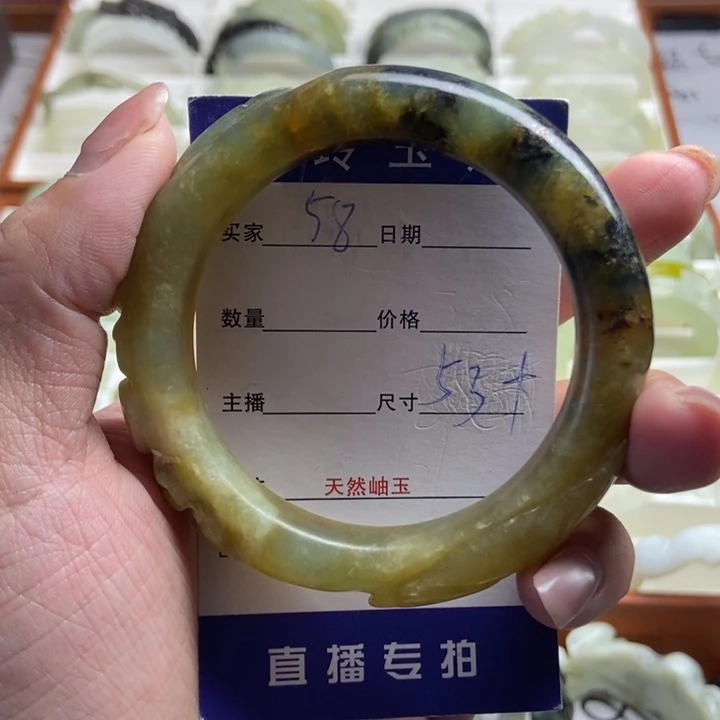 玉
买家 58 日期
数量 价格
主播 尺寸 53+
天然岫玉
直播专拍